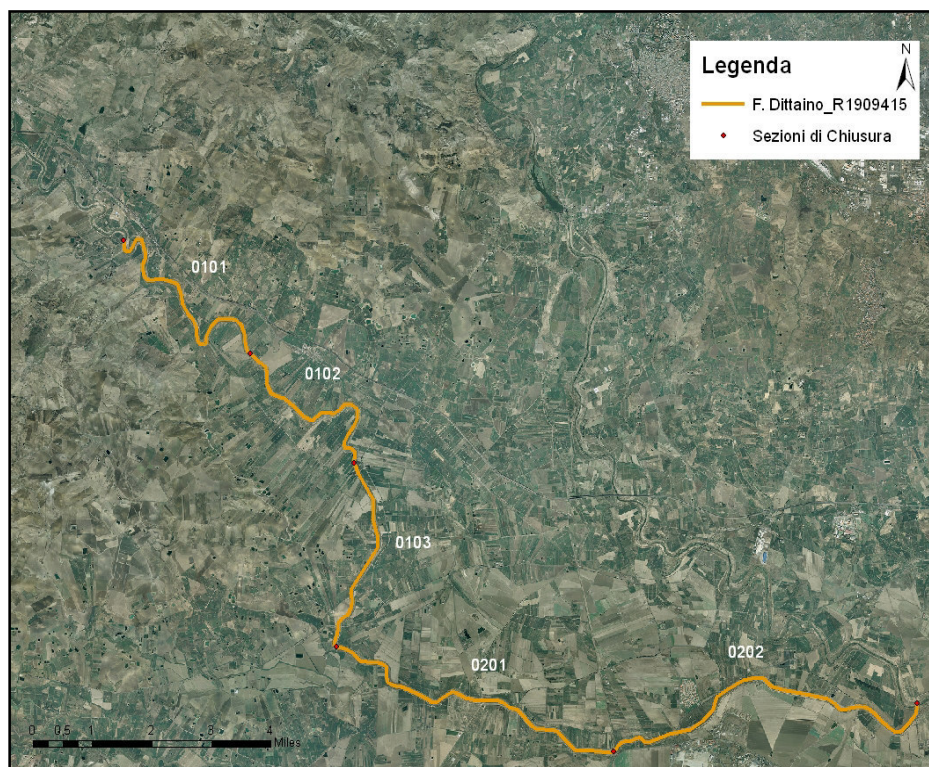 Legenda
N
F. Dittaino_R1909415
Sezioni di Chiusura
0101
0102
0103
0201
0202
0 0,5 1 2 3 4
Miles